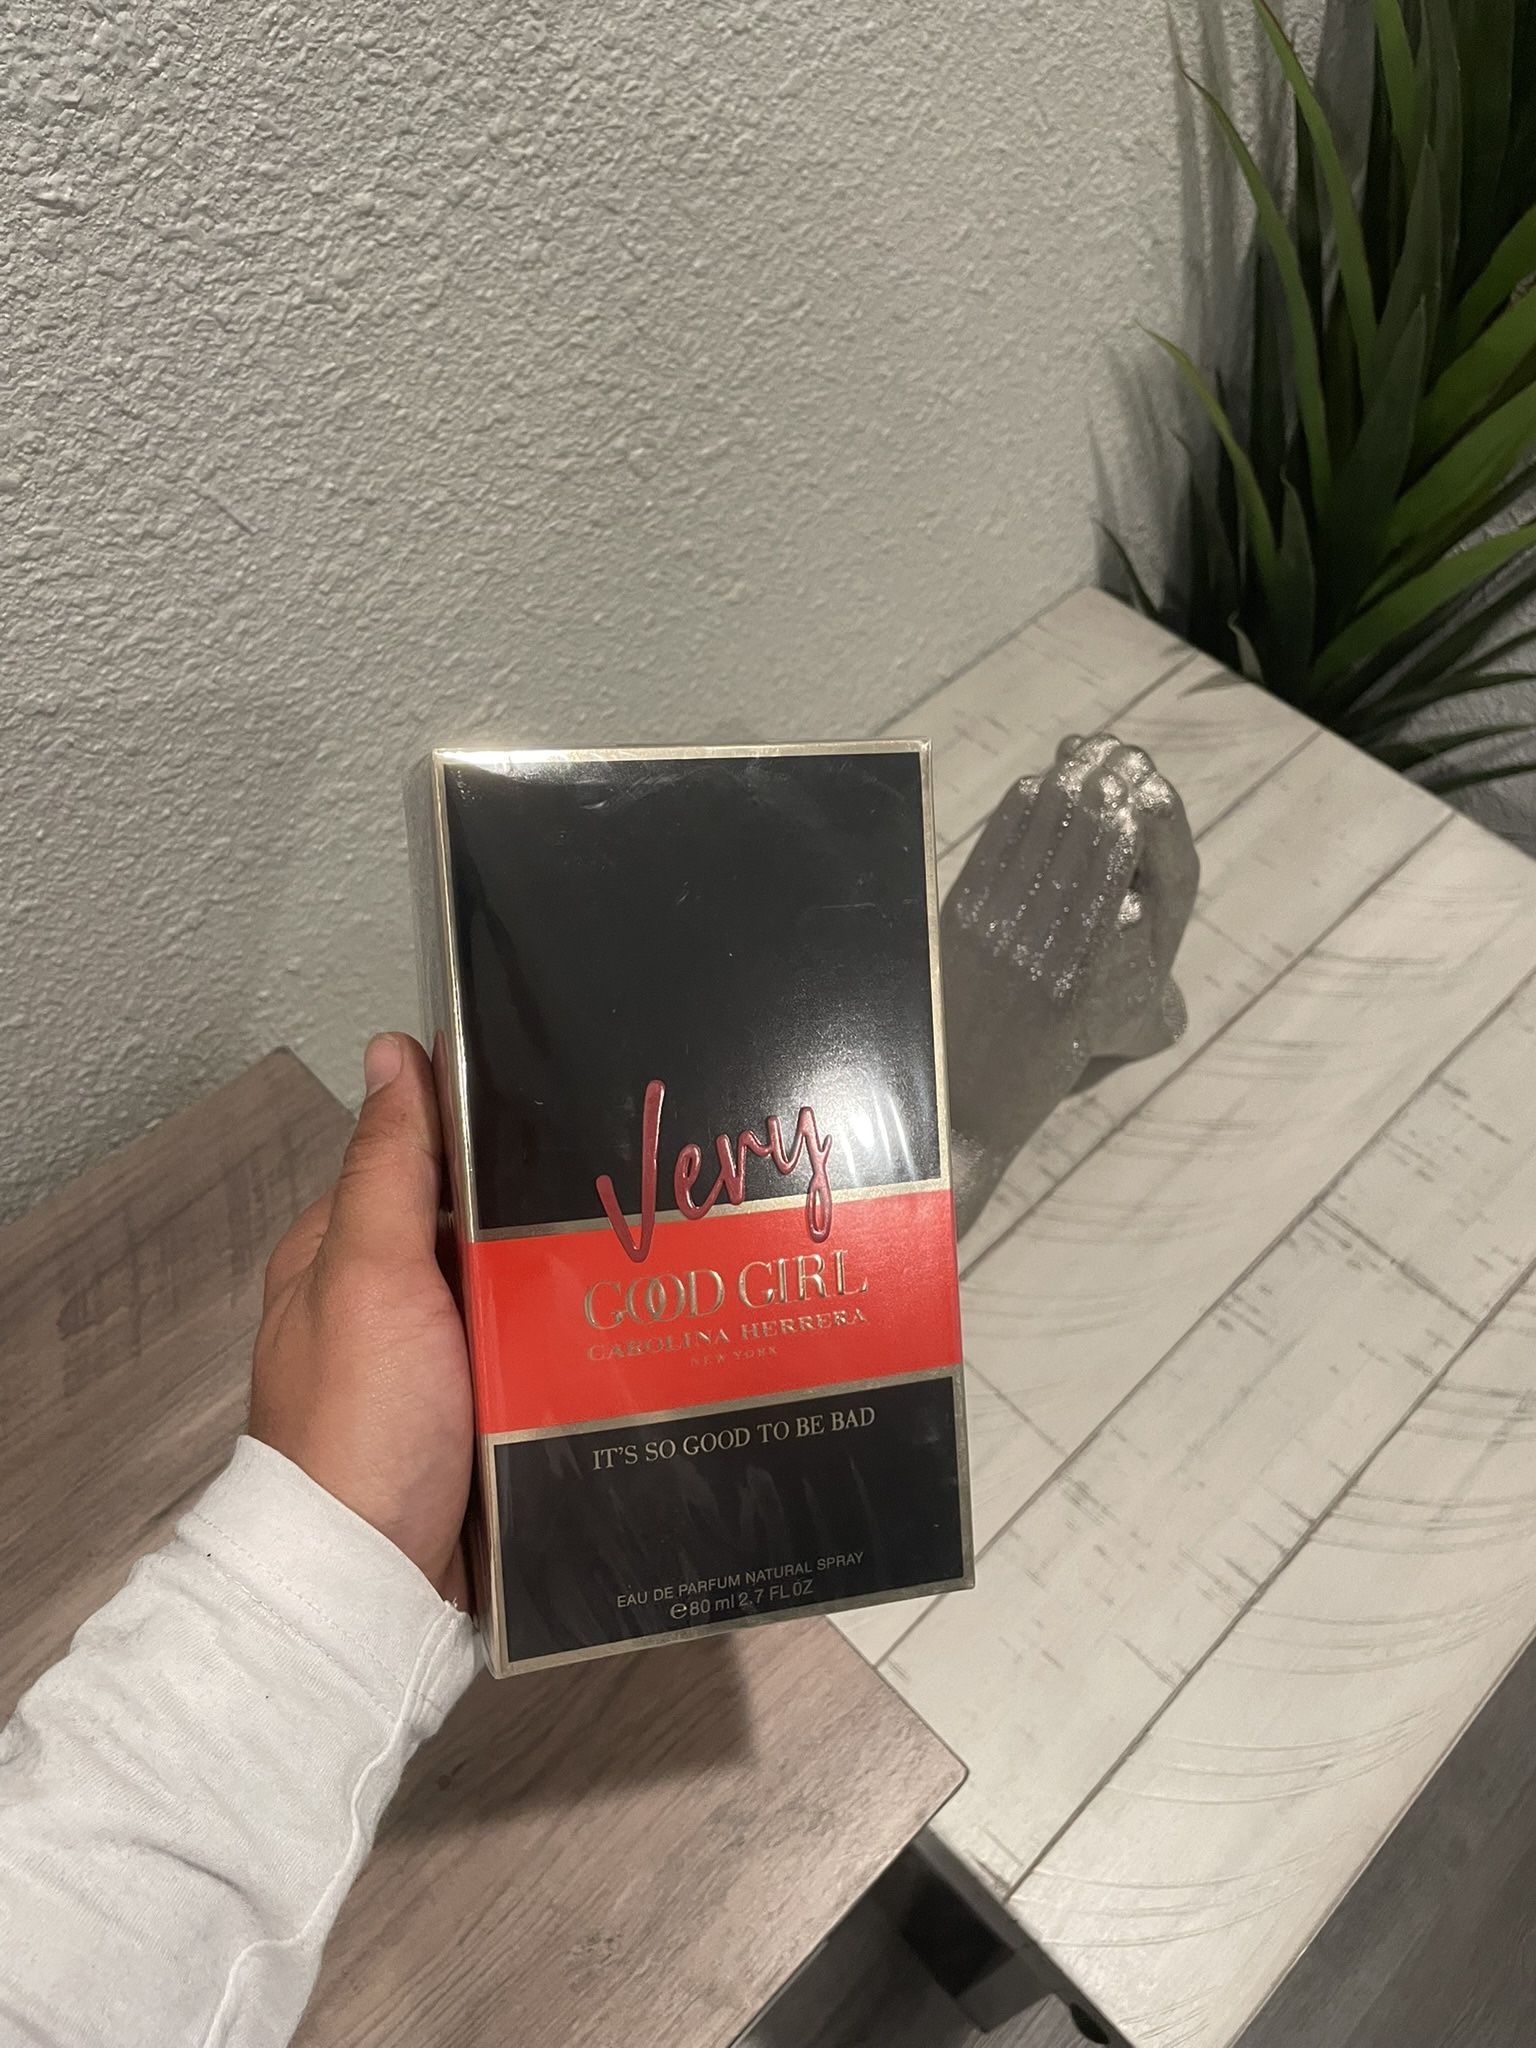 Very
GOOD GIRL
CAROLINA HERRERA
NEW YORK
IT'S SO GOOD TO BE BAD
EAU DE PARFUM NATURAL SPRAY
℮80 ml 2.7 FL OZ